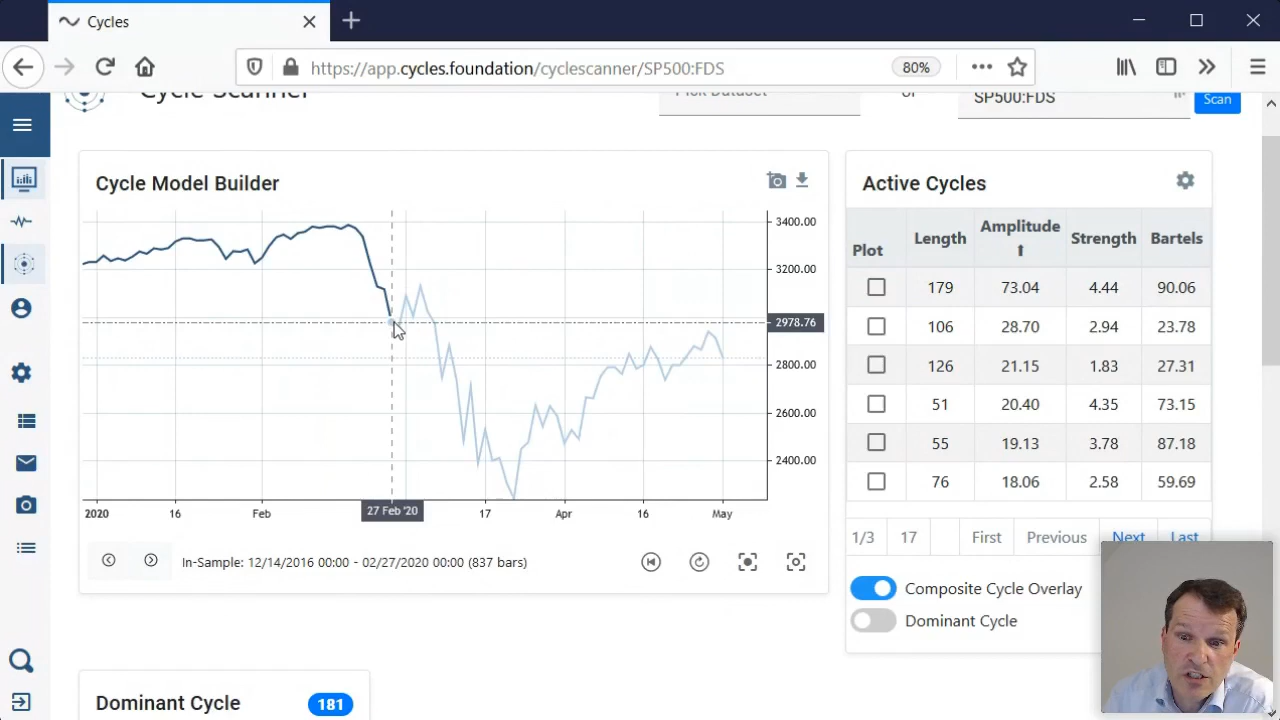 Cycles
https://app.cycles.foundation/cyclescanner/SP500:FDS
80%
Cycle Scanner
Pick Dataset
or
SP500:FDS
Scan
Cycle Model Builder
3400.00
3200.00
2978.76
2800.00
2600.00
2400.00
2020
16
Feb
27 Feb '20
17
Apr
16
May
In-Sample: 12/14/2016 00:00 - 02/27/2020 00:00 (837 bars)
Active Cycles
Plot Length Amplitude Strength Bartels
179 73.04 4.44 90.06
106 28.70 2.94 23.78
126 21.15 1.83 27.31
51 20.40 4.35 73.15
55 19.13 3.78 87.18
76 18.06 2.58 59.69
1/3 17 First Previous Next Last
Composite Cycle Overlay
Dominant Cycle
Dominant Cycle 181